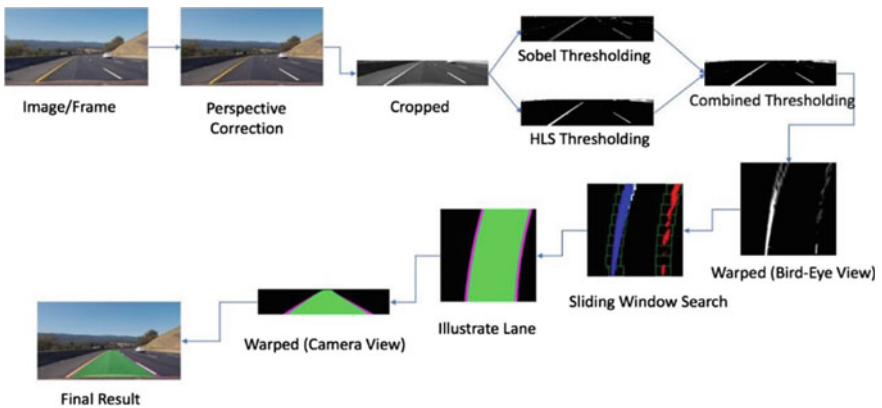 Image/Frame
Perspective
Correction
Cropped
Sobel Thresholding
HLS Thresholding
Combined Thresholding
Warped (Bird-Eye View)
Sliding Window Search
Illustrate Lane
Warped (Camera View)
Final Result